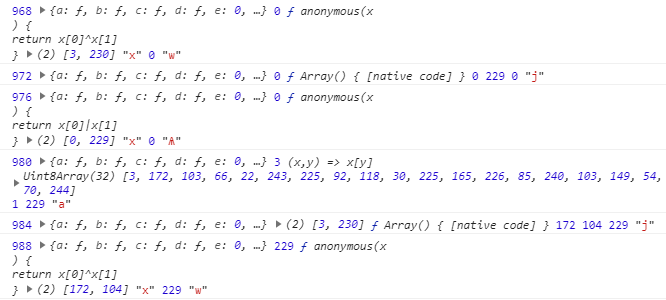 968 ▶{a: ƒ, b: ƒ, c: ƒ, d: ƒ, e: 0, …} 0 ƒ anonymous(x
) {
return x[0]^x[1]
} ▶(2) [3, 230] "x" 0 "w"
972 ▶{a: ƒ, b: ƒ, c: ƒ, d: ƒ, e: 0, …} 0 ƒ Array() { [native code] } 0 229 0 "j"
976 ▶{a: ƒ, b: ƒ, c: ƒ, d: ƒ, e: 0, …} 0 ƒ anonymous(x
) {
return x[0]|x[1]
} ▶(2) [0, 229] "x" 0 "Ѧ"
980 ▶{a: ƒ, b: ƒ, c: ƒ, d: ƒ, e: 0, …} 3 (x,y) => x[y]
▶Uint8Array(32) [3, 172, 103, 66, 22, 243, 225, 92, 118, 30, 225, 165, 226, 85, 240, 103, 149, 54,
70, 244]
1 229 "a"
984 ▶{a: ƒ, b: ƒ, c: ƒ, d: ƒ, e: 0, …} ▶(2) [3, 230] ƒ Array() { [native code] } 172 104 229 "j"
988 ▶{a: ƒ, b: ƒ, c: ƒ, d: ƒ, e: 0, …} 229 ƒ anonymous(x
) {
return x[0]^x[1]
} ▶(2) [172, 104] "x" 229 "w"